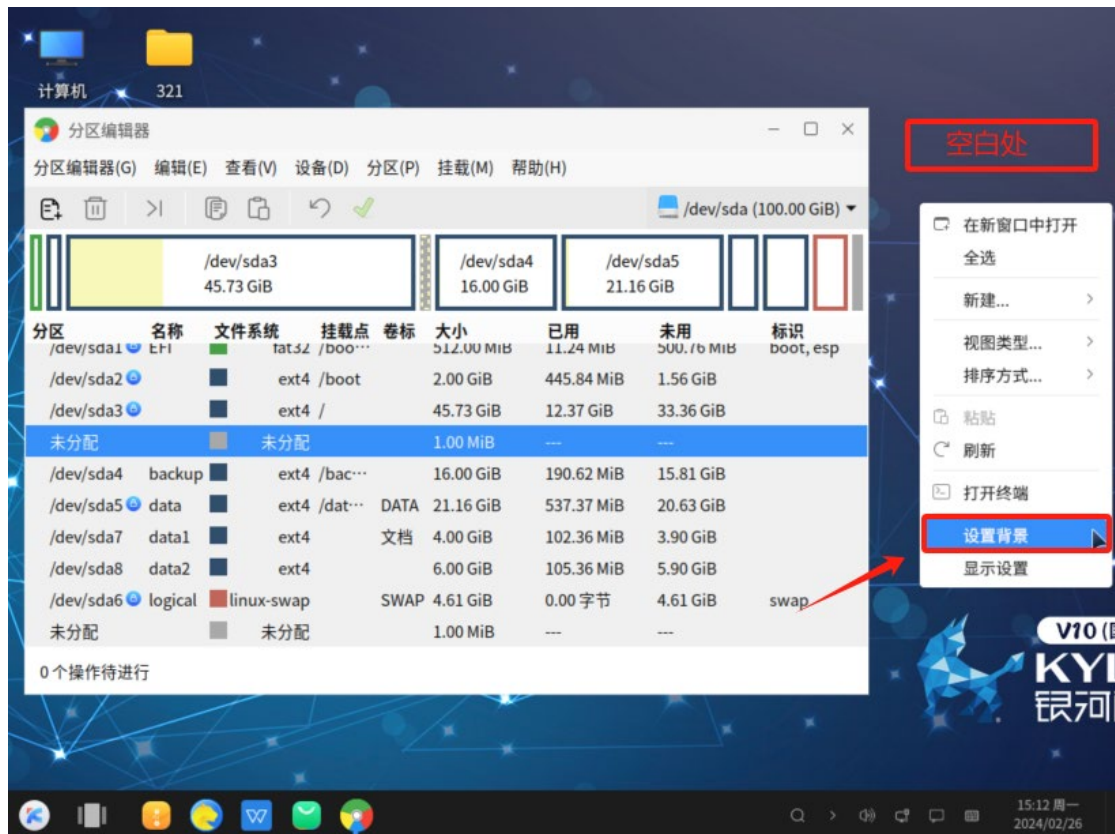 计算机 321
分区编辑器
空白处
分区编辑器(G) 编辑(E) 查看(V) 设备(D) 分区(P) 挂载(M) 帮助(H)
/dev/sda (100.00 GiB)
/dev/sda3 /dev/sda4 /dev/sda5
45.73 GiB 16.00 GiB 21.16 GiB
分区 名称 文件系统 挂载点 卷标 大小 已用 未用 标识
/dev/sda1 EFI fat32 /boo··· 512.00 MiB 11.24 MiB 500.76 MiB boot, esp
/dev/sda2 ext4 /boot 2.00 GiB 445.84 MiB 1.56 GiB
/dev/sda3 ext4 / 45.73 GiB 12.37 GiB 33.36 GiB
未分配 未分配 1.00 MiB --- ---
/dev/sda4 backup ext4 /bac··· 16.00 GiB 190.62 MiB 15.81 GiB
/dev/sda5 data ext4 /dat··· DATA 21.16 GiB 537.37 MiB 20.63 GiB
/dev/sda7 data1 ext4 文档 4.00 GiB 102.36 MiB 3.90 GiB
/dev/sda8 data2 ext4 6.00 GiB 105.36 MiB 5.90 GiB
/dev/sda6 logical linux-swap SWAP 4.61 GiB 0.00 字节 4.61 GiB swap
未分配 未分配 1.00 MiB --- ---
0 个操作待进行
在新窗口中打开
全选
新建...
视图类型...
排序方式...
粘贴
刷新
打开终端
设置背景
显示设置
V10
KY
银河
15:12 周一
2024/02/26